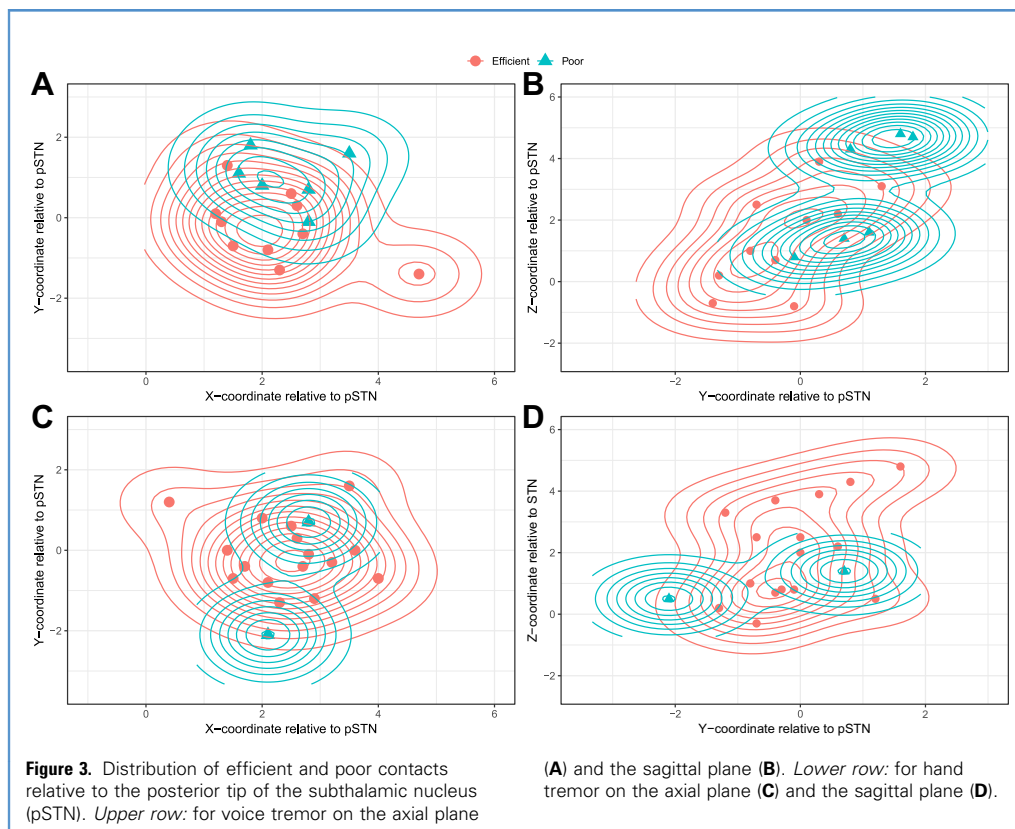 Efficient Poor
A
Y-coordinate relative to pSTN
2
0
-2
0 2 4 6
X-coordinate relative to pSTN
B
Z-coordinate relative to pSTN
6
4
2
0
-2
-2 0 2
Y-coordinate relative to pSTN
C
Y-coordinate relative to pSTN
2
0
-2
0 2 4 6
X-coordinate relative to pSTN
D
Z-coordinate relative to STN
6
4
2
0
-2
-2 0 2
Y-coordinate relative to pSTN
Figure 3. Distribution of efficient and poor contacts
relative to the posterior tip of the subthalamic nucleus
(pSTN). Upper row: for voice tremor on the axial plane
(A) and the sagittal plane (B). Lower row: for hand
tremor on the axial plane (C) and the sagittal plane (D).